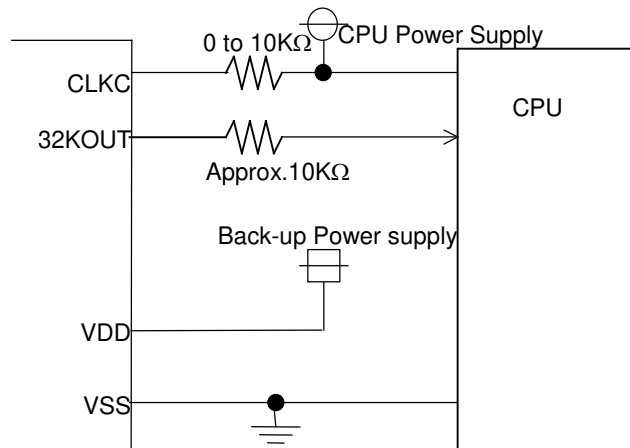 0 to 10KΩ
CPU Power Supply
CLKC
CPU
32KOUT
Approx.10KΩ
Back-up Power supply
VDD
VSS